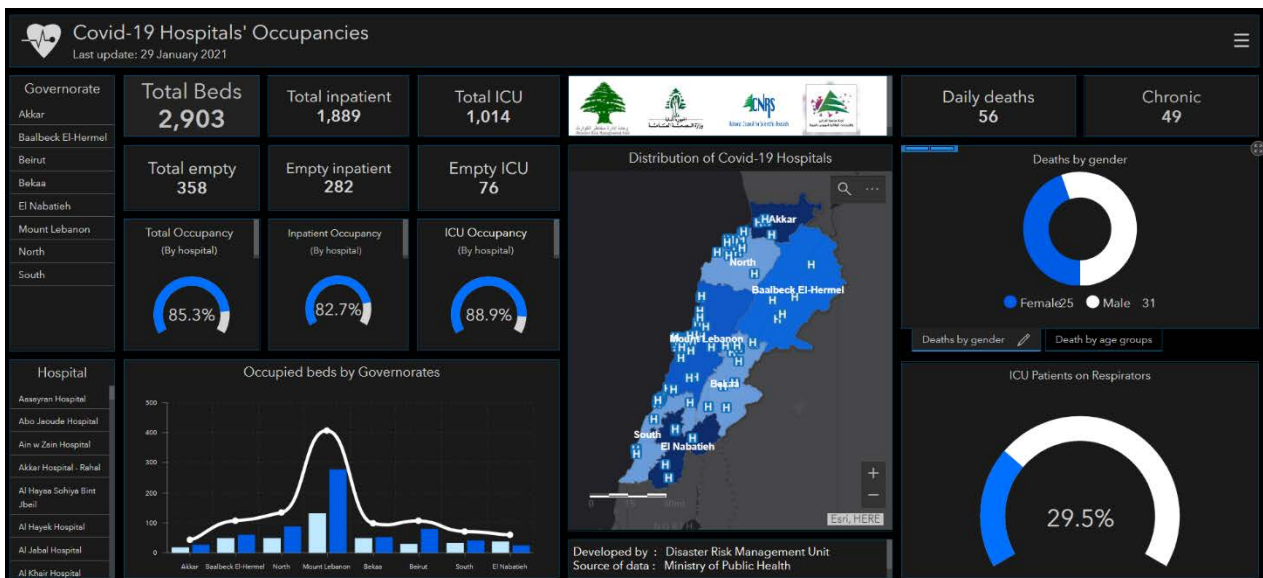 Covid-19 Hospitals' Occupancies
Last update: 29 January 2021
Governorate
Akkar
Baalbeck El-Hermel
Beirut
Bekaa
El Nabatieh
Mount Lebanon
North
South
Total Beds
2,903
Total inpatient
1,889
Total ICU
1,014
Total empty
358
Empty inpatient
282
Empty ICU
76
Total Occupancy
(By hospital)
85.3%
Inpatient Occupancy
(By hospital)
82.7%
ICU Occupancy
(By hospital)
88.9%
CNRS
Daily deaths
56
Chronic
49
Hospital
Asseyran Hospital
Abo Jaoude Hospital
Ain w Zein Hospital
Akkar Hospital - Rahal
Al Hayaa Sohiya Bint
Jbeil
Al Hayek Hospital
Al Jabal Hospital
Al Khair Hospital
Occupied beds by Governorates
500
400
300
200
100
0
Akkar Baalbeck El-Hermel North Mount Lebanon Bekaa Beirut South El Nabatieh
Distribution of Covid-19 Hospitals
Akkar
North
Baalbeck El-Hermel
Mount Lebanon
Bekaa
South
El Nabatieh
Esri, HERE
Developed by : Disaster Risk Management Unit
Source of data : Ministry of Public Health
Deaths by gender
Female 25 Male 31
Deaths by gender Death by age groups
ICU Patients on Respirators
29.5%